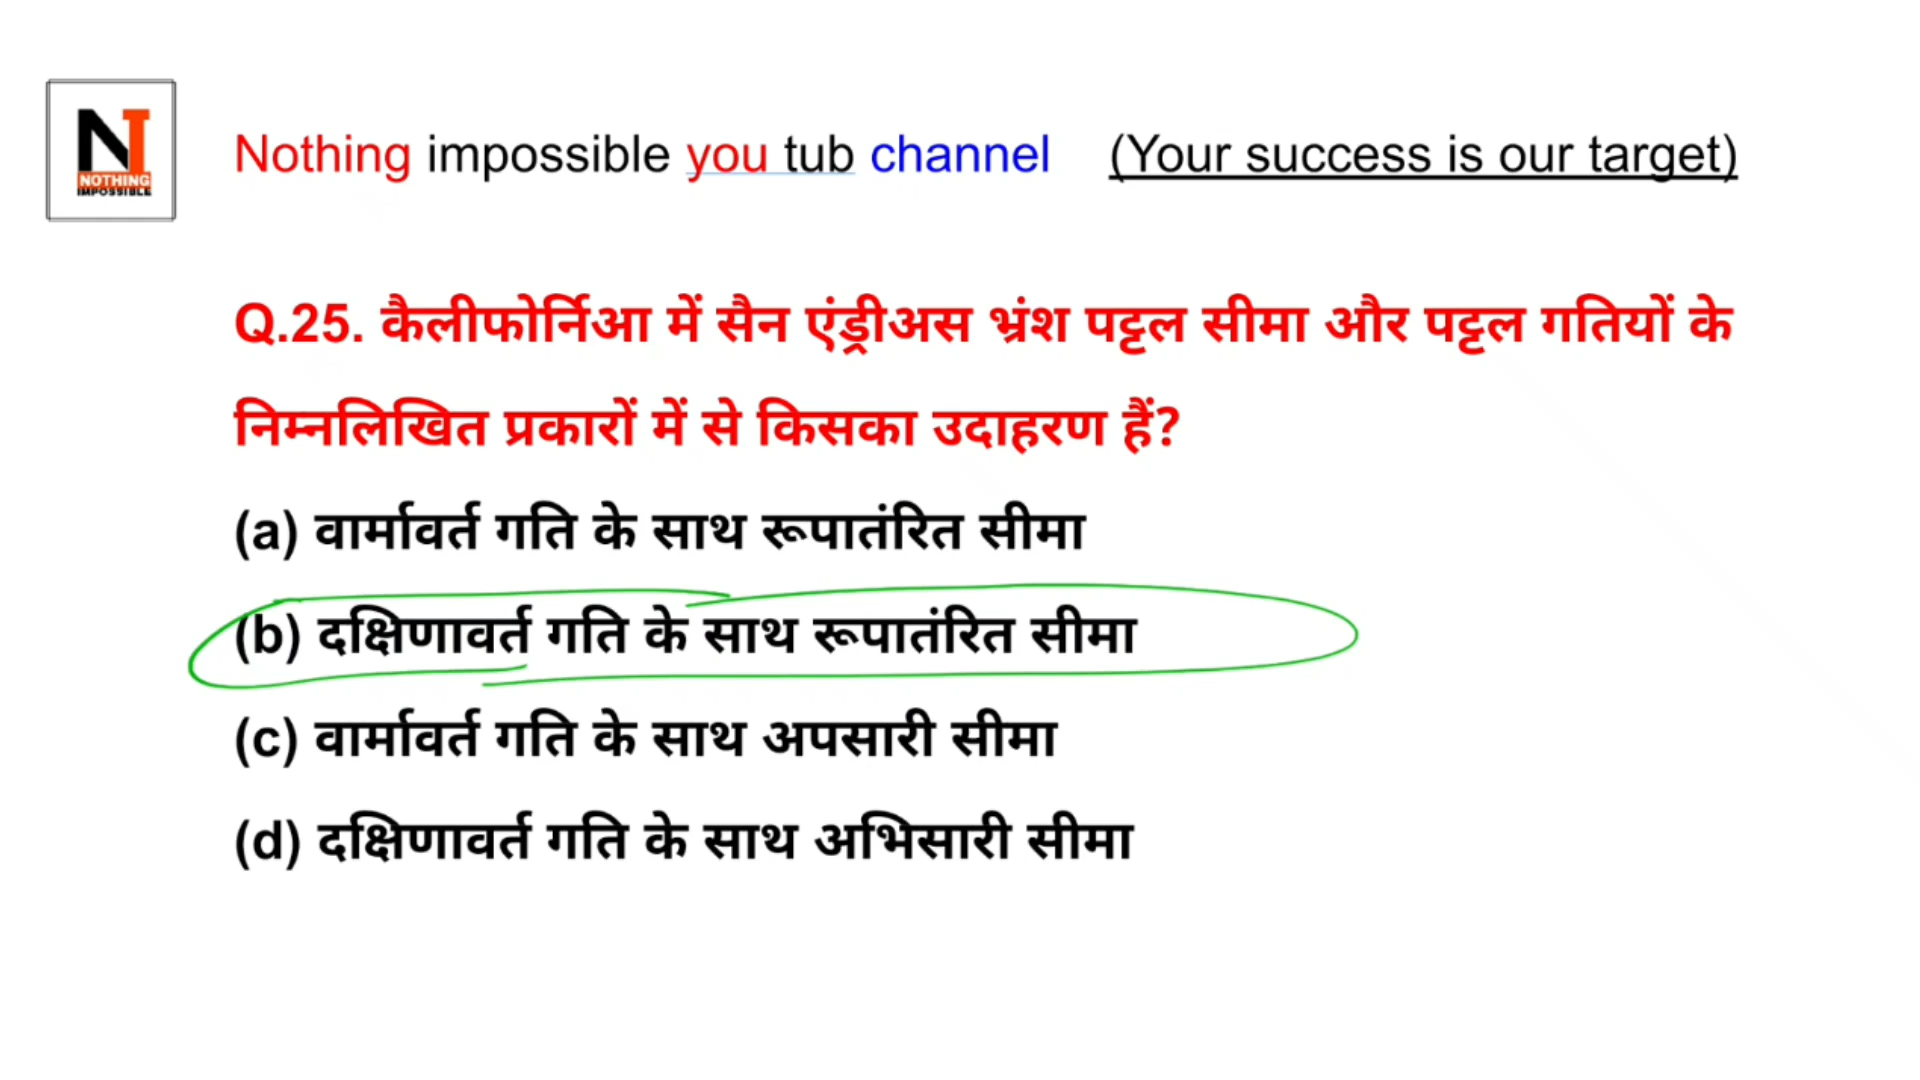 NOTHING
IMPOSSIBLE
Nothing impossible you tub channel (Your success is our target)
Q.25. कैलीफोर्निआ में सैन एंड्रीअस भ्रंश पट्टल सीमा और पट्टल गतियों के
निम्नलिखित प्रकारों में से किसका उदाहरण हैं?
(a) वार्मावर्त गति के साथ रूपातंरित सीमा
(b) दक्षिणावर्त गति के साथ रूपातंरित सीमा
(c) वार्मावर्त गति के साथ अपसारी सीमा
(d) दक्षिणावर्त गति के साथ अभिसारी सीमा